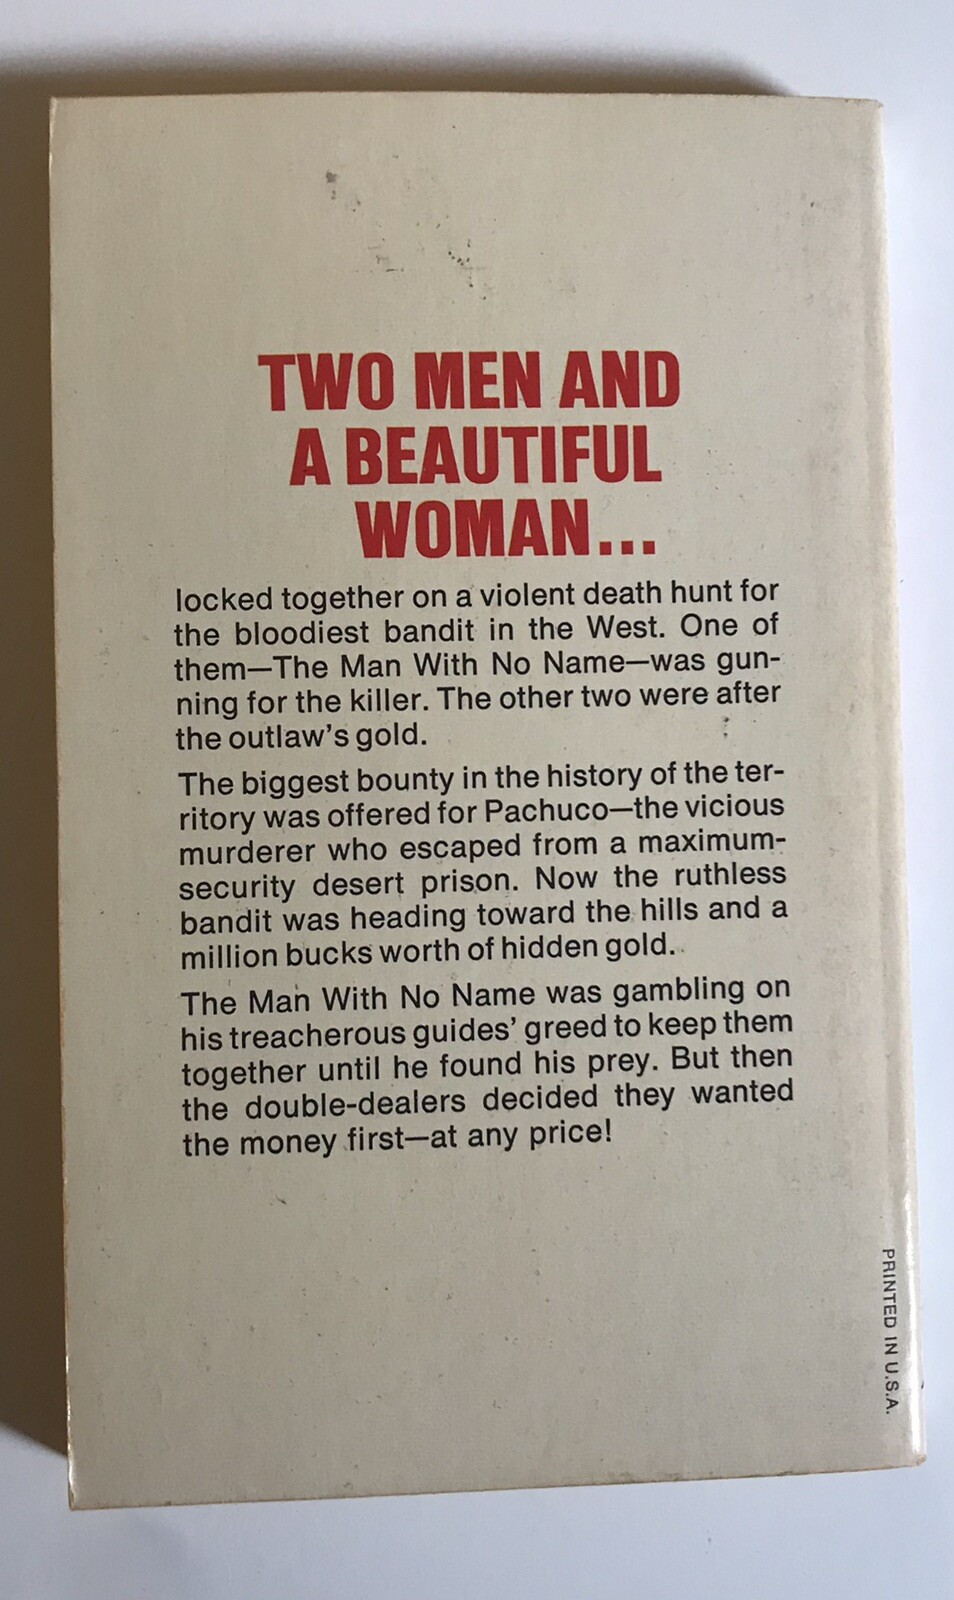 TWO MEN AND
A BEAUTIFUL
WOMAN...
locked together on a violent death hunt for
the bloodiest bandit in the West. One of
them—The Man With No Name—was gun-
ning for the killer. The other two were after
the outlaw's gold.
The biggest bounty in the history of the ter-
ritory was offered for Pachuco—the vicious
murderer who escaped from a maximum-
security desert prison. Now the ruthless
bandit was heading toward the hills and a
million bucks worth of hidden gold.
The Man With No Name was gambling on
his treacherous guides' greed to keep them
together until he found his prey. But then
the double-dealers decided they wanted
the money first—at any price!
PRINTED IN U.S.A.